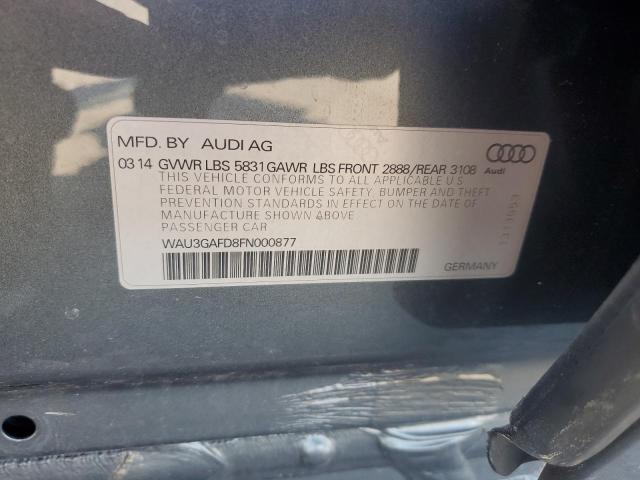 MFD. BY AUDI AG
03 14 GVWR LBS 5831 GAWR LBS FRONT 2888/REAR 3108
THIS VEHICLE CONFORMS TO ALL APPLICABLE U S
FEDERAL MOTOR VEHICLE SAFETY, BUMPER AND THEFT
PREVENTION STANDARDS IN EFFECT ON THE DATE OF
MANUFACTURE SHOWN ABOVE
PASSENGER CAR
WAU3GAFD8FN000877
Audi
GERMANY